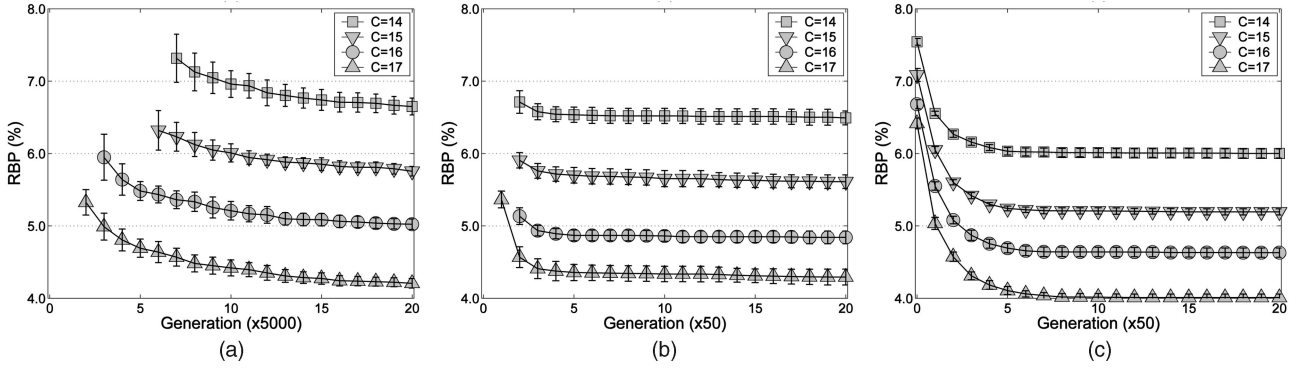 8.0
7.0
6.0
5.0
4.0
RBP (%)
0
5
10
15
20
Generation (x5000)
C=14
C=15
C=16
C=17
(a)
8.0
7.0
6.0
5.0
4.0
RBP (%)
0
5
10
15
20
Generation (x50)
C=14
C=15
C=16
C=17
(b)
8.0
7.0
6.0
5.0
4.0
RBP (%)
0
5
10
15
20
Generation (x50)
C=14
C=15
C=16
C=17
(c)